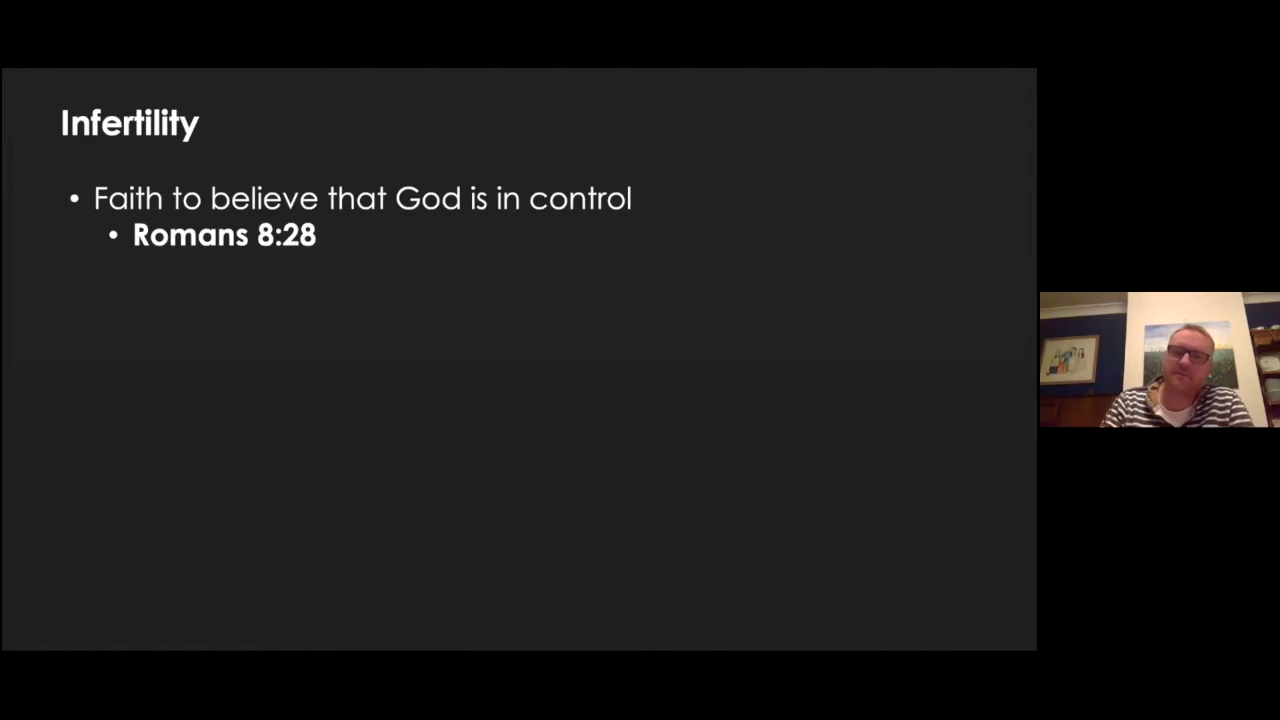 Infertility
• Faith to believe that God is in control
• Romans 8:28